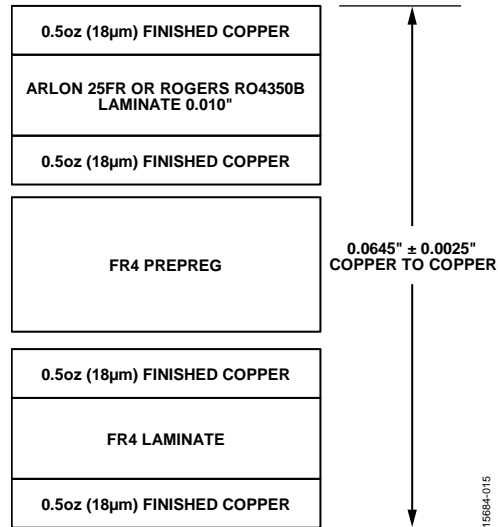 0.5oz (18µm) FINISHED COPPER
ARLON 25FR OR ROGERS RO4350B
LAMINATE 0.010"
0.5oz (18µm) FINISHED COPPER
FR4 PREPREG
0.0645" ± 0.0025"
COPPER TO COPPER
0.5oz (18µm) FINISHED COPPER
FR4 LAMINATE
0.5oz (18µm) FINISHED COPPER
15684-015